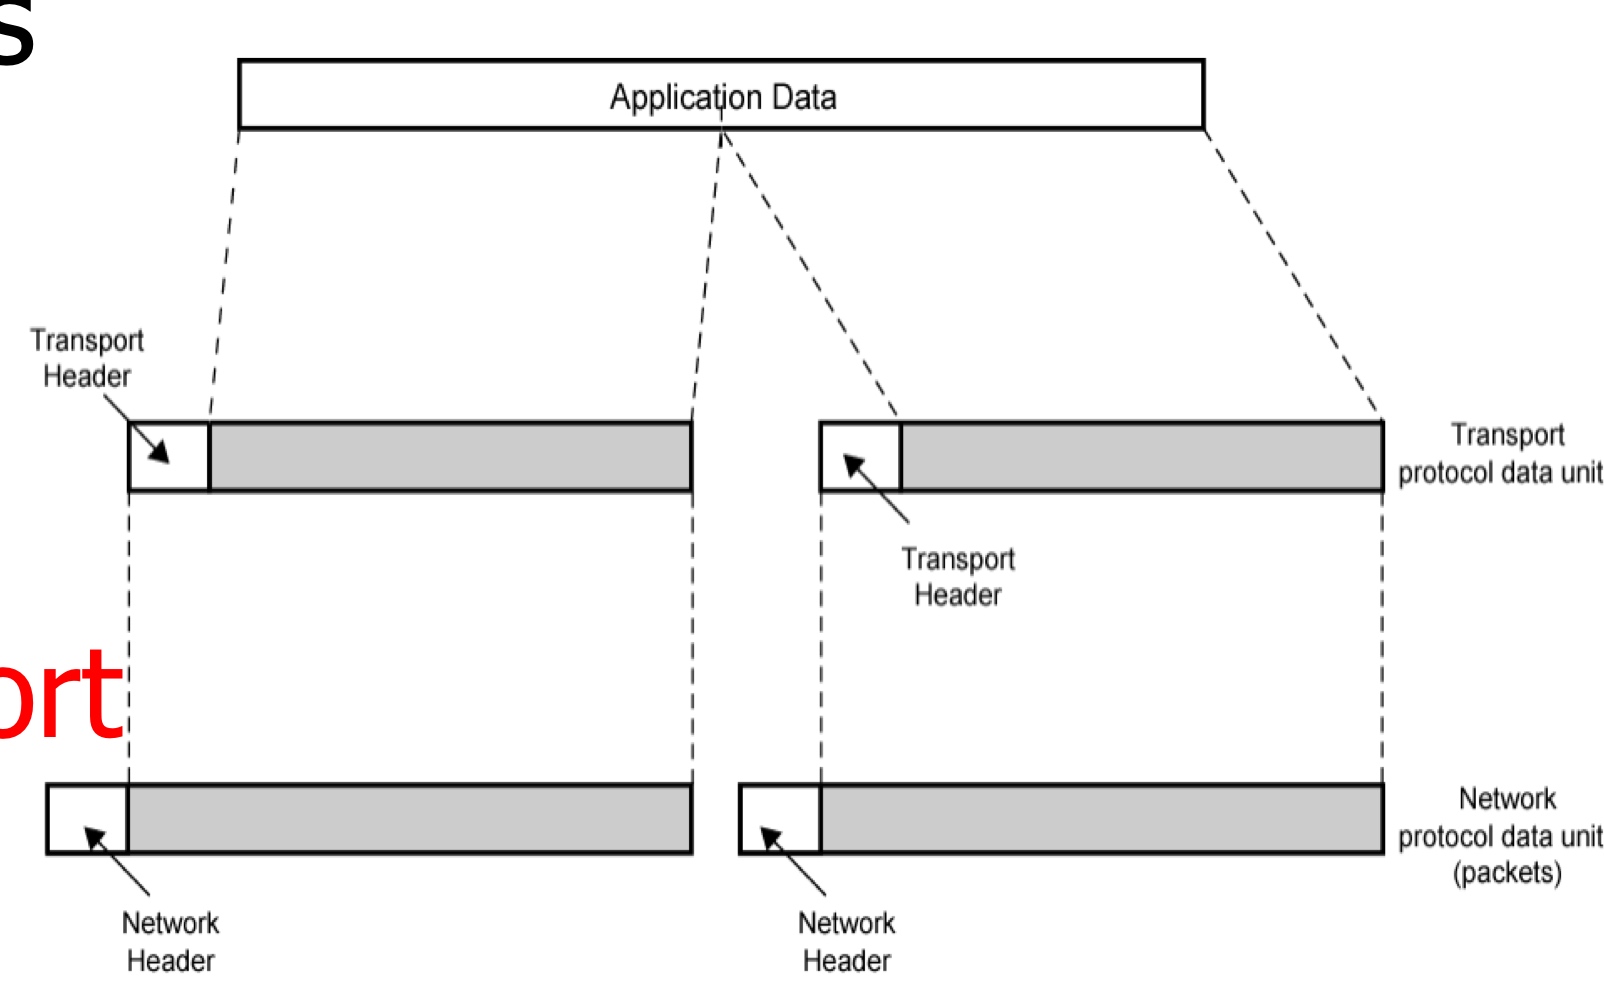 s
Application Data
Transport
Header
Transport
protocol data unit
Transport
Header
ort
Network
protocol data unit
(packets)
Network
Header
Network
Header